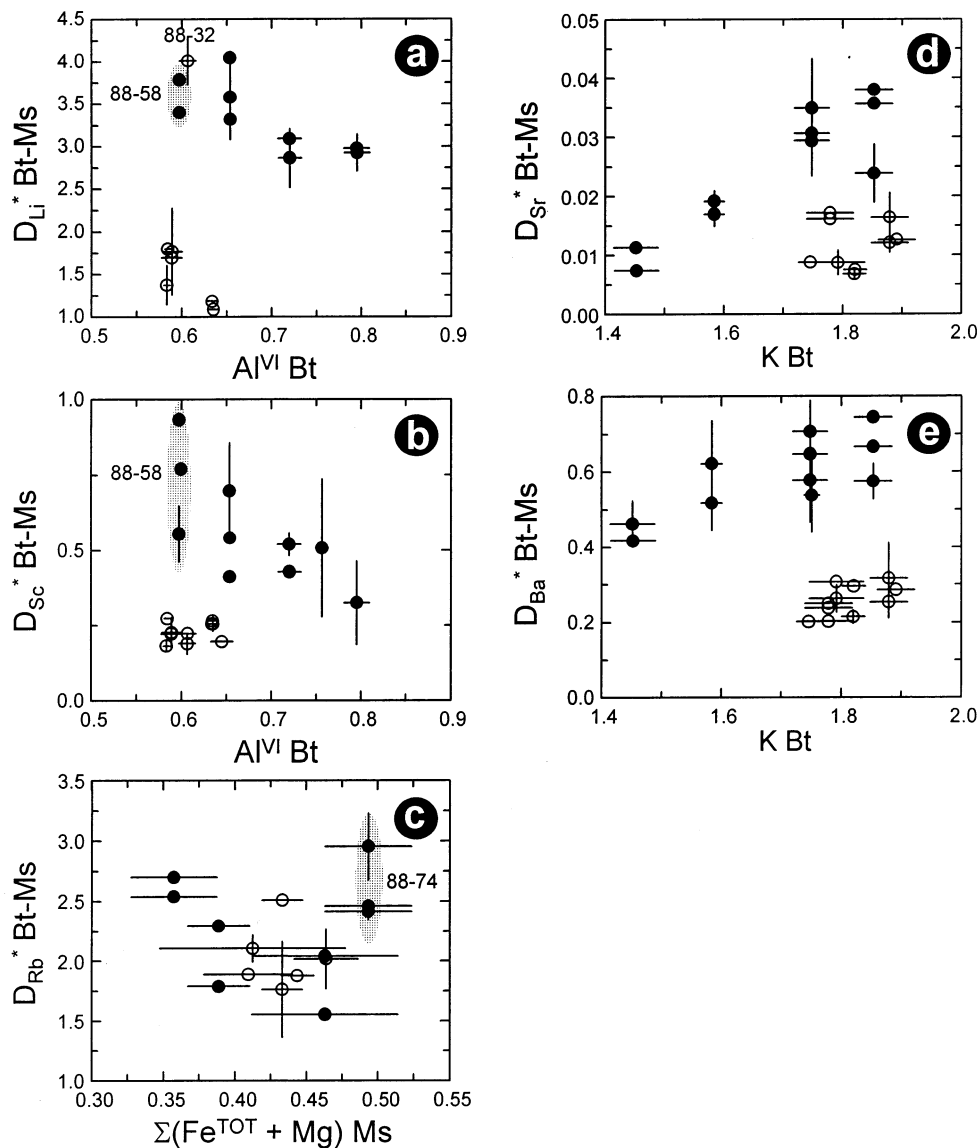 4.5
4.0
3.5
3.0
2.5
2.0
1.5
1.0
D_Li* Bt-Ms
88-32
88-58
a
0.5 0.6 0.7 0.8 0.9
Al^VI Bt
0.05
0.04
0.03
0.02
0.01
0.00
D_Sr* Bt-Ms
d
1.4 1.6 1.8 2.0
K Bt
1.0
0.5
0.0
D_Sc* Bt-Ms
88-58
b
0.5 0.6 0.7 0.8 0.9
Al^VI Bt
0.8
0.6
0.4
0.2
0.0
D_Ba* Bt-Ms
e
1.4 1.6 1.8 2.0
K Bt
3.5
3.0
2.5
2.0
1.5
1.0
D_Rb* Bt-Ms
88-74
c
0.30 0.35 0.40 0.45 0.50 0.55
Σ(Fe^TOT + Mg) Ms